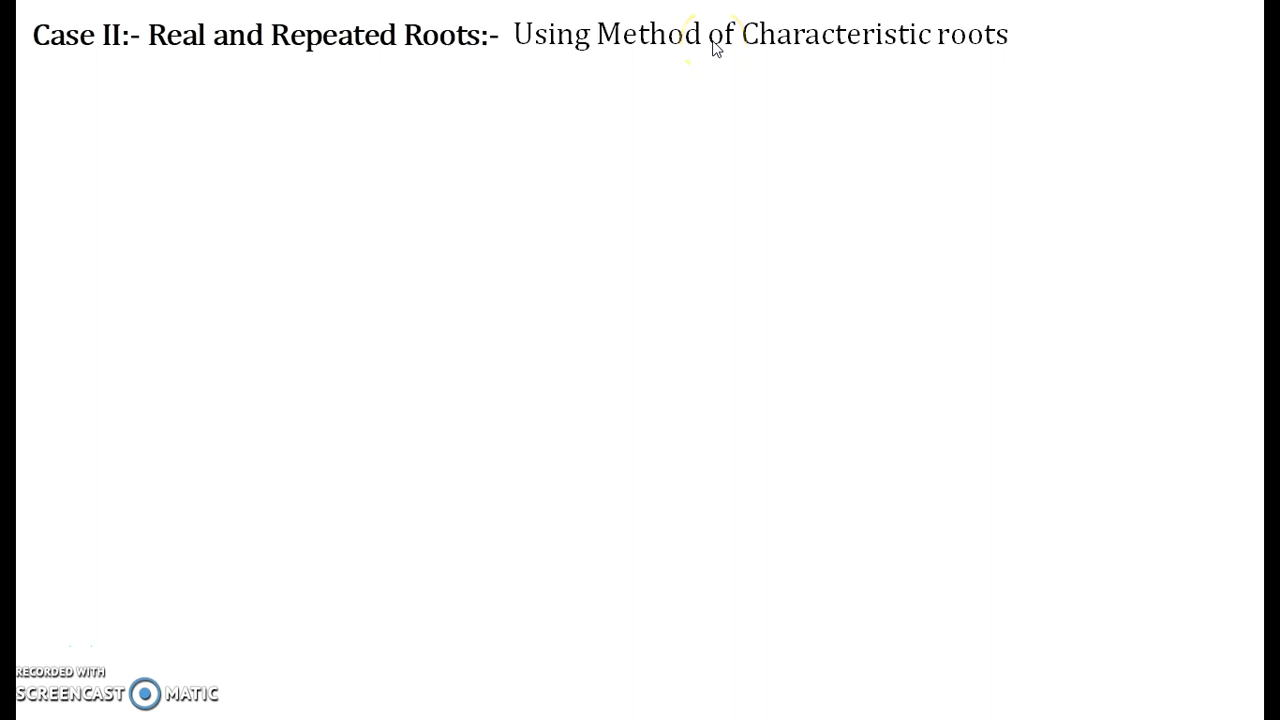 Case II:- Real and Repeated Roots:- Using Method of Characteristic roots
RECORDED WITH
SCREENCAST MATIC